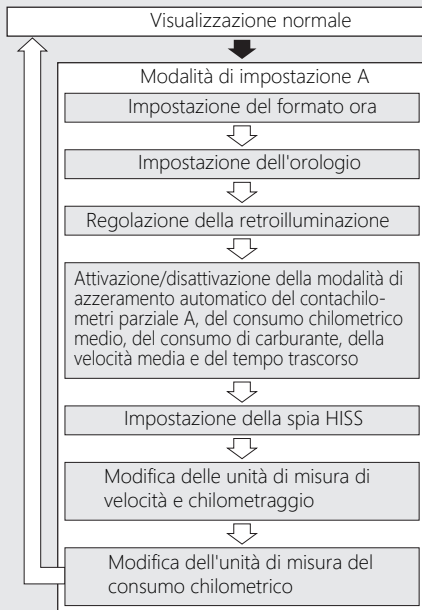 Visualizzazione normale
Modalità di impostazione A
Impostazione del formato ora
Impostazione dell'orologio
Regolazione della retroilluminazione
Attivazione/disattivazione della modalità di
azzeramento automatico del contachilo-
metri parziale A, del consumo chilometrico
medio, del consumo di carburante, della
velocità media e del tempo trascorso
Impostazione della spia HISS
Modifica delle unità di misura di
velocità e chilometraggio
Modifica dell'unità di misura del
consumo chilometrico